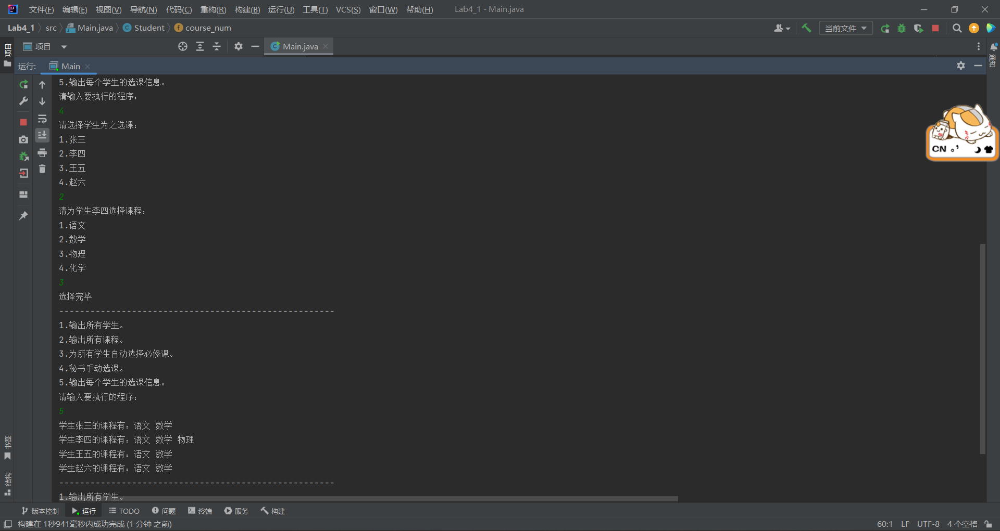 文件(F) 编辑(E) 视图(V) 导航(N) 代码(C) 重构(R) 构建(B) 运行(U) 工具(T) VCS(S) 窗口(W) 帮助(H) Lab4_1 - Main.java
Lab4_1 src Main.java Student course_num 当前文件
项目 Main.java
项目
通知
运行: Main
5.输出每个学生的选课信息。
请输入要执行的程序:
4
请选择学生为之选课:
1.张三
2.李四
3.王五
4.赵六
2
请为学生李四选择课程:
1.语文
2.数学
3.物理
4.化学
3
选择完毕
-----------------------------------------------------
1.输出所有学生。
2.输出所有课程。
3.为所有学生自动选择必修课。
4.秘书手动选课。
5.输出每个学生的选课信息。
请输入要执行的程序:
5
学生张三的课程有: 语文 数学
学生李四的课程有: 语文 数学 物理
学生王五的课程有: 语文 数学
学生赵六的课程有: 语文 数学
-----------------------------------------------------
1.输出所有学生。
CN 。’
书签
结构
版本控制 运行 TODO 问题 终端 服务 构建
构建在 1秒941毫秒内成功完成 (1 分钟 之前) 60:1 LF UTF-8 4 个空格